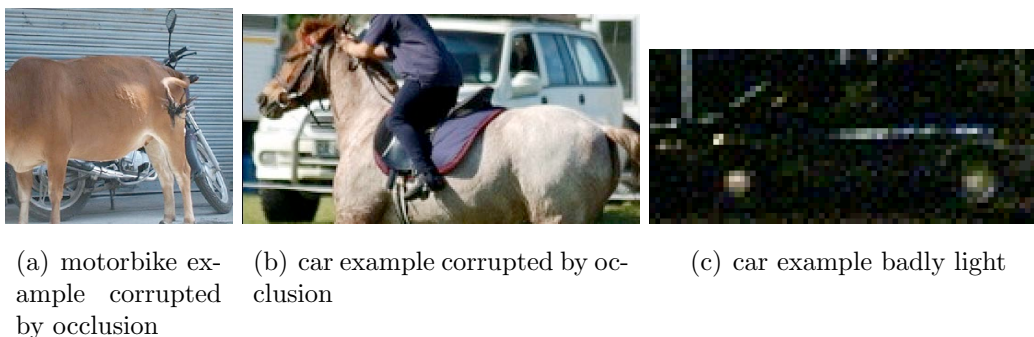 (a) motorbike ex-
ample corrupted
by occlusion
(b) car example corrupted by oc-
clusion
(c) car example badly light